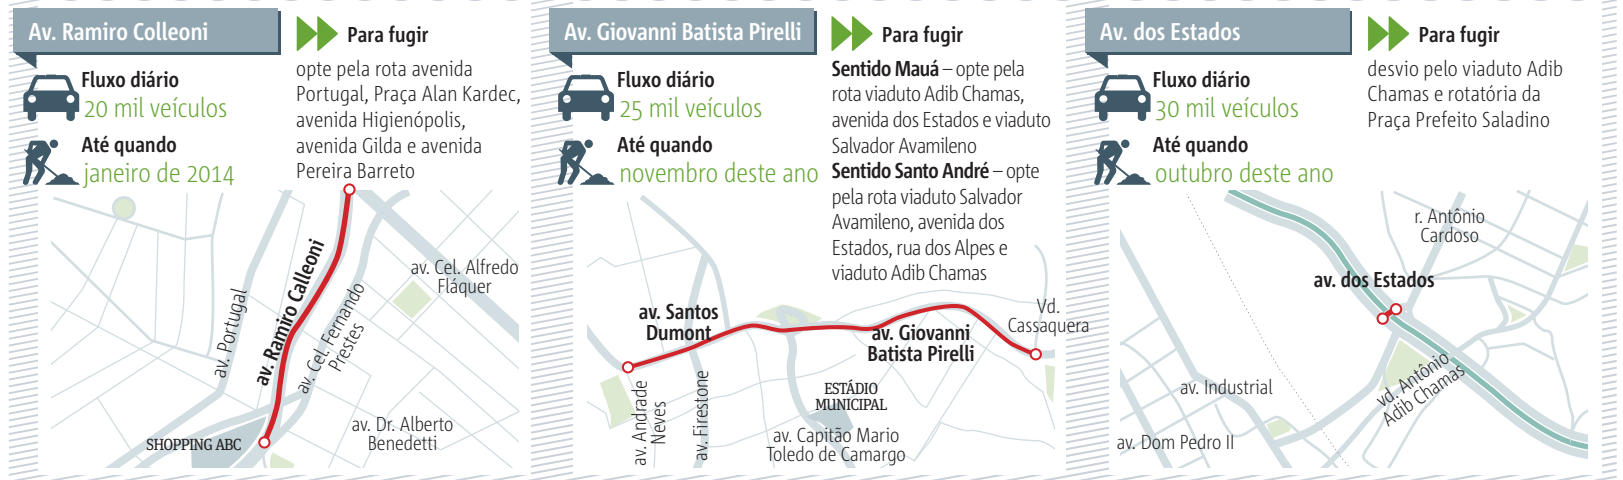 Av. Ramiro Colleoni
Fluxo diário
20 mil veículos
Até quando
janeiro de 2014
Para fugir
opte pela rota avenida
Portugal, Praça Alan Kardec,
avenida Higienópolis,
avenida Gilda e avenida
Pereira Barreto
av. Portugal
av. Ramiro Calleoni
av. Cel. Fernando
Prestes
av. Cel. Alfredo
Fláquer
av. Dr. Alberto
Benedetti
SHOPPING ABC
Av. Giovanni Batista Pirelli
Fluxo diário
25 mil veículos
Até quando
novembro deste ano
Para fugir
Sentido Mauá – opte pela
rota viaduto Adib Chamas,
avenida dos Estados e viaduto
Salvador Avamileno
Sentido Santo André – opte
pela rota viaduto Salvador
Avamileno, avenida dos
Estados, rua dos Alpes e
viaduto Adib Chamas
av. Santos
Dumont
av. Giovanni
Batista Pirelli
Vd.
Cassaquera
av. Andrade
Neves
av. Firestone
ESTÁDIO
MUNICIPAL
av. Capitão Mario
Toledo de Camargo
Av. dos Estados
Fluxo diário
30 mil veículos
Até quando
outubro deste ano
Para fugir
desvio pelo viaduto Adib
Chamas e rotatória da
Praça Prefeito Saladino
r. Antônio
Cardoso
av. dos Estados
av. Industrial
vd. Antônio
Adib Chamas
av. Dom Pedro II